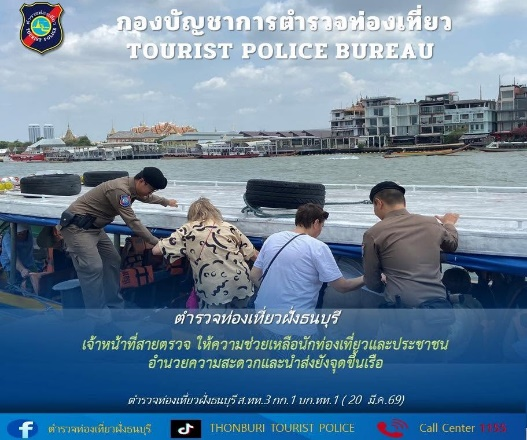 กองบัญชาการตำรวจท่องเที่ยว
TOURIST POLICE BUREAU
TOURIST POLICE
ตำรวจท่องเที่ยวฝั่งธนบุรี
เจ้าหน้าที่สายตรวจ ให้ความช่วยเหลือนักท่องเที่ยวและประชาชน
อำนวยความสะดวกและนำส่งยังจุดขึ้นเรือ
ตำรวจท่องเที่ยวฝั่งธนบุรี ส.ทท.3 กก.1 บก.ทท.1 ( 20 มี.ค.69)
ตำรวจท่องเที่ยวฝั่งธนบุรี THONBURI TOURIST POLICE Call Center 1155